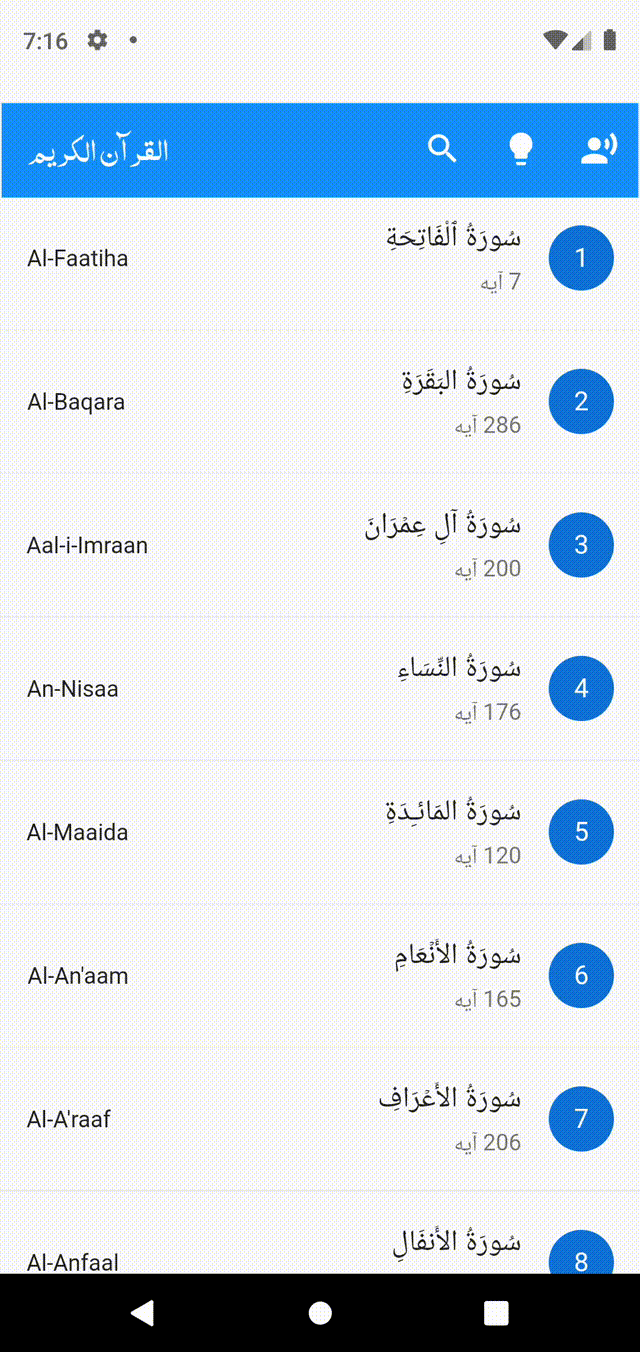 7:16
القرآن الكريم
سُورَةُ ٱلْفَاتِحَةِ
Al-Faatiha
7 آيه
1
سُورَةُ البَقَرَةِ
Al-Baqara
286 آيه
2
سُورَةُ آلِ عِمۡرَانَ
Aal-i-Imraan
200 آيه
3
سُورَةُ النِّسَاءِ
An-Nisaa
176 آيه
4
سُورَةُ المَائـِدَةِ
Al-Maaida
120 آيه
5
سُورَةُ الأَنۡعَامِ
Al-An'aam
165 آيه
6
سُورَةُ الأَعۡرَافِ
Al-A'raaf
206 آيه
7
سُورَةُ الأَنفَالِ
Al-Anfaal
8